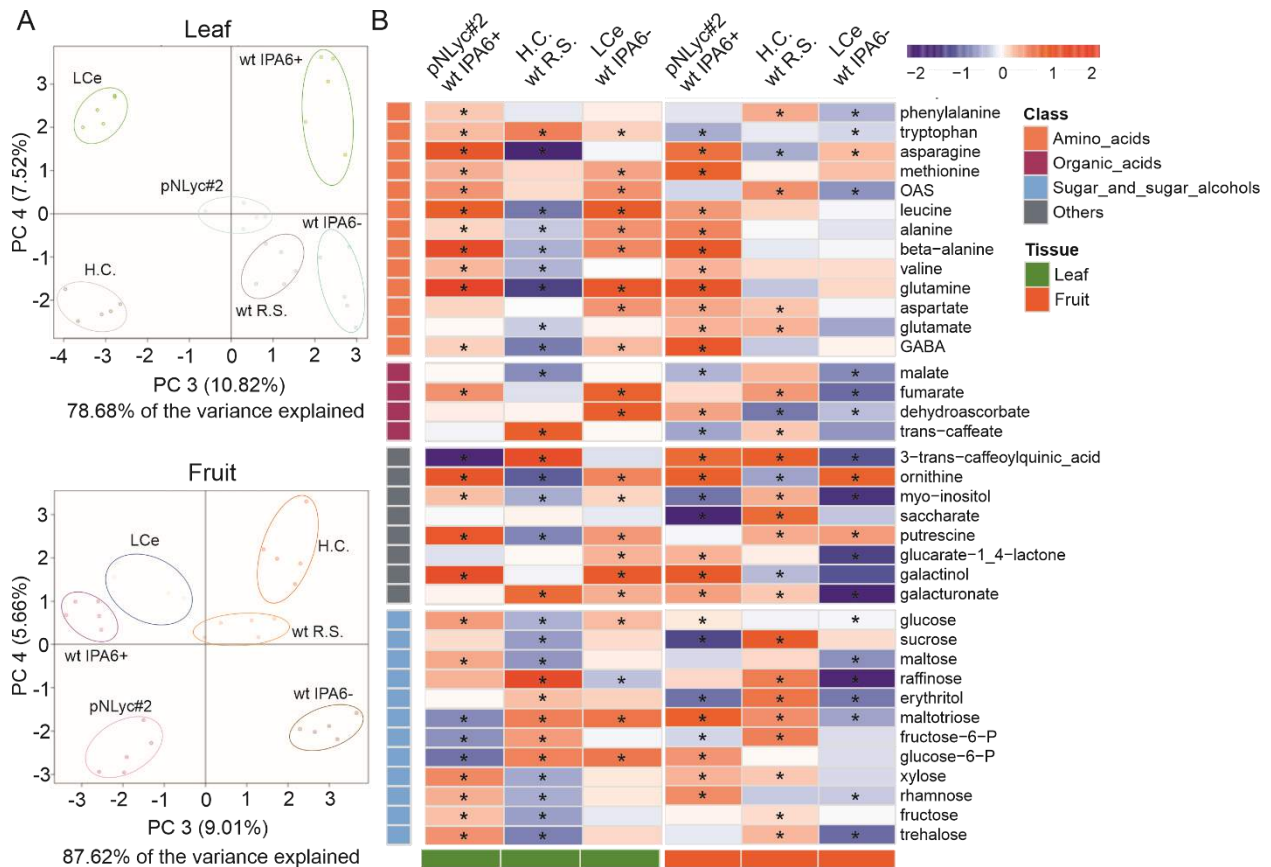 A
Leaf
wt IPA6+
LCe
pNLyc#2
wt IPA6-
H.C.
wt R.S.
PC 4 (7.52%)
3
2
1
0
-1
-2
-4 -3 -2 -1 0 1 2 3
PC 3 (10.82%)
78.68% of the variance explained
Fruit
LCe
H.C.
wt R.S.
wt IPA6+
wt IPA6-
pNLyc#2
PC 4 (5.66%)
3
2
1
0
-1
-2
-3
-3 -2 -1 0 1 2 3
PC 3 (9.01%)
87.62% of the variance explained
B
pNLyc#2
wt IPA6+
H.C.
wt R.S.
LCe
wt IPA6-
pNLyc#2
wt IPA6+
H.C.
wt R.S.
LCe
wt IPA6-
−2 −1 0 1 2
Class
Amino_acids
Organic_acids
Sugar_and_sugar_alcohols
Others
Tissue
Leaf
Fruit
* * * phenylalanine
* * * * * tryptophan
* * * * * asparagine
* * * methionine
* * * * OAS
* * * * leucine
* * * * alanine
* * * * beta−alanine
* * * valine
* * * * glutamine
* * * aspartate
* * * glutamate
* * * * GABA
* * * malate
* * * * fumarate
* * * * dehydroascorbate
* * * trans−caffeate
* * * * * 3−trans−caffeoylquinic_acid
* * * * * * ornithine
* * * * * * myo−inositol
* * saccharate
* * * * * putrescine
* * * glucarate−1_4−lactone
* * * * galactinol
* * * * * galacturonate
* * * * * glucose
* * * sucrose
* * * maltose
* * * * raffinose
* * * * erythritol
* * * * * * maltotriose
* * * * fructose−6−P
* * * * glucose−6−P
* * * * xylose
* * * * rhamnose
* * * fructose
* * * * trehalose